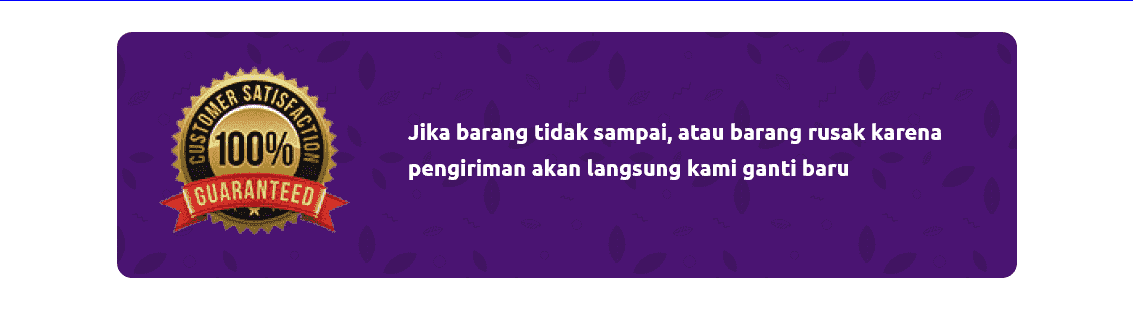 CUSTOMER SATISFACTION
100%
GUARANTEED
Jika barang tidak sampai, atau barang rusak karena
pengiriman akan langsung kami ganti baru